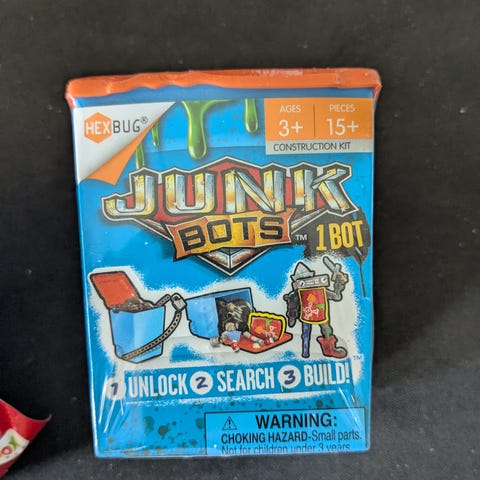 HEXBUG®
AGES 3+
PIECES 15+
CONSTRUCTION KIT
JUNK
BOTS™
1 BOT
1 UNLOCK 2 SEARCH 3 BUILD!™
WARNING:
CHOKING HAZARD-Small parts.
Not for children under 3 years.